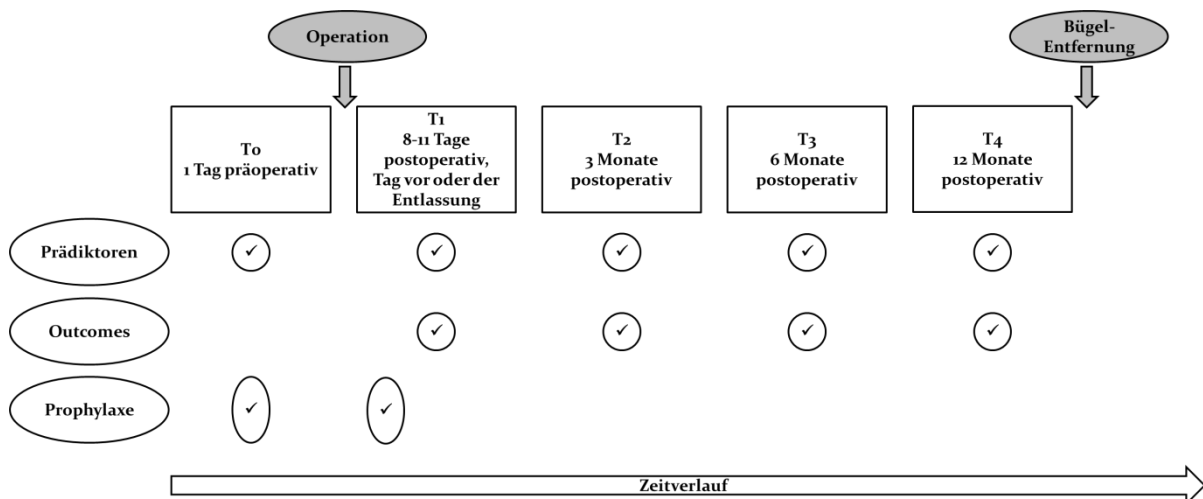 Operation
Bügel-
Entfernung
T0
1 Tag präoperativ
T1
8-11 Tage
postoperativ,
Tag vor oder der
Entlassung
T2
3 Monate
postoperativ
T3
6 Monate
postoperativ
T4
12 Monate
postoperativ
Prädiktoren
✓ ✓ ✓ ✓ ✓
Outcomes
✓ ✓ ✓ ✓
Prophylaxe
✓ ✓
Zeitverlauf